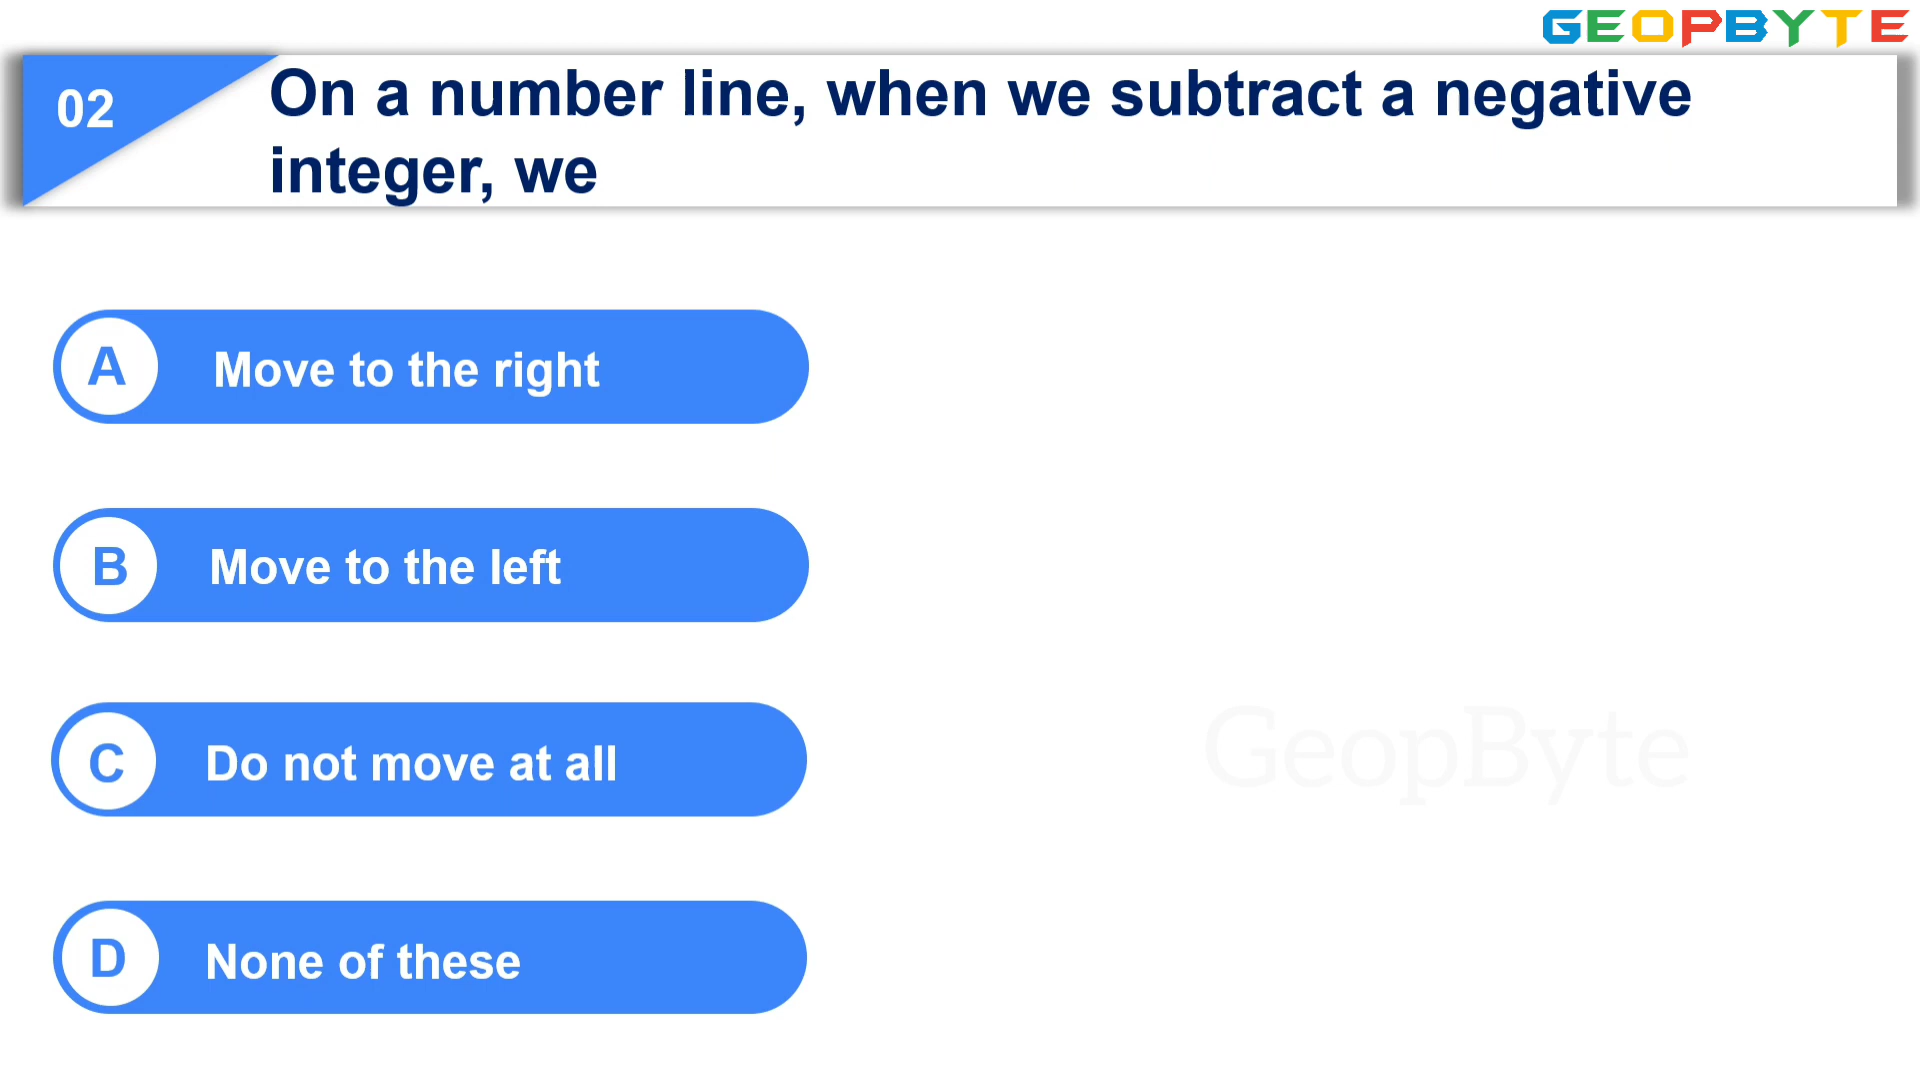 GEOPBYTE
02
On a number line, when we subtract a negative
integer, we
A
Move to the right
B
Move to the left
C
Do not move at all
D
None of these
GeopByte